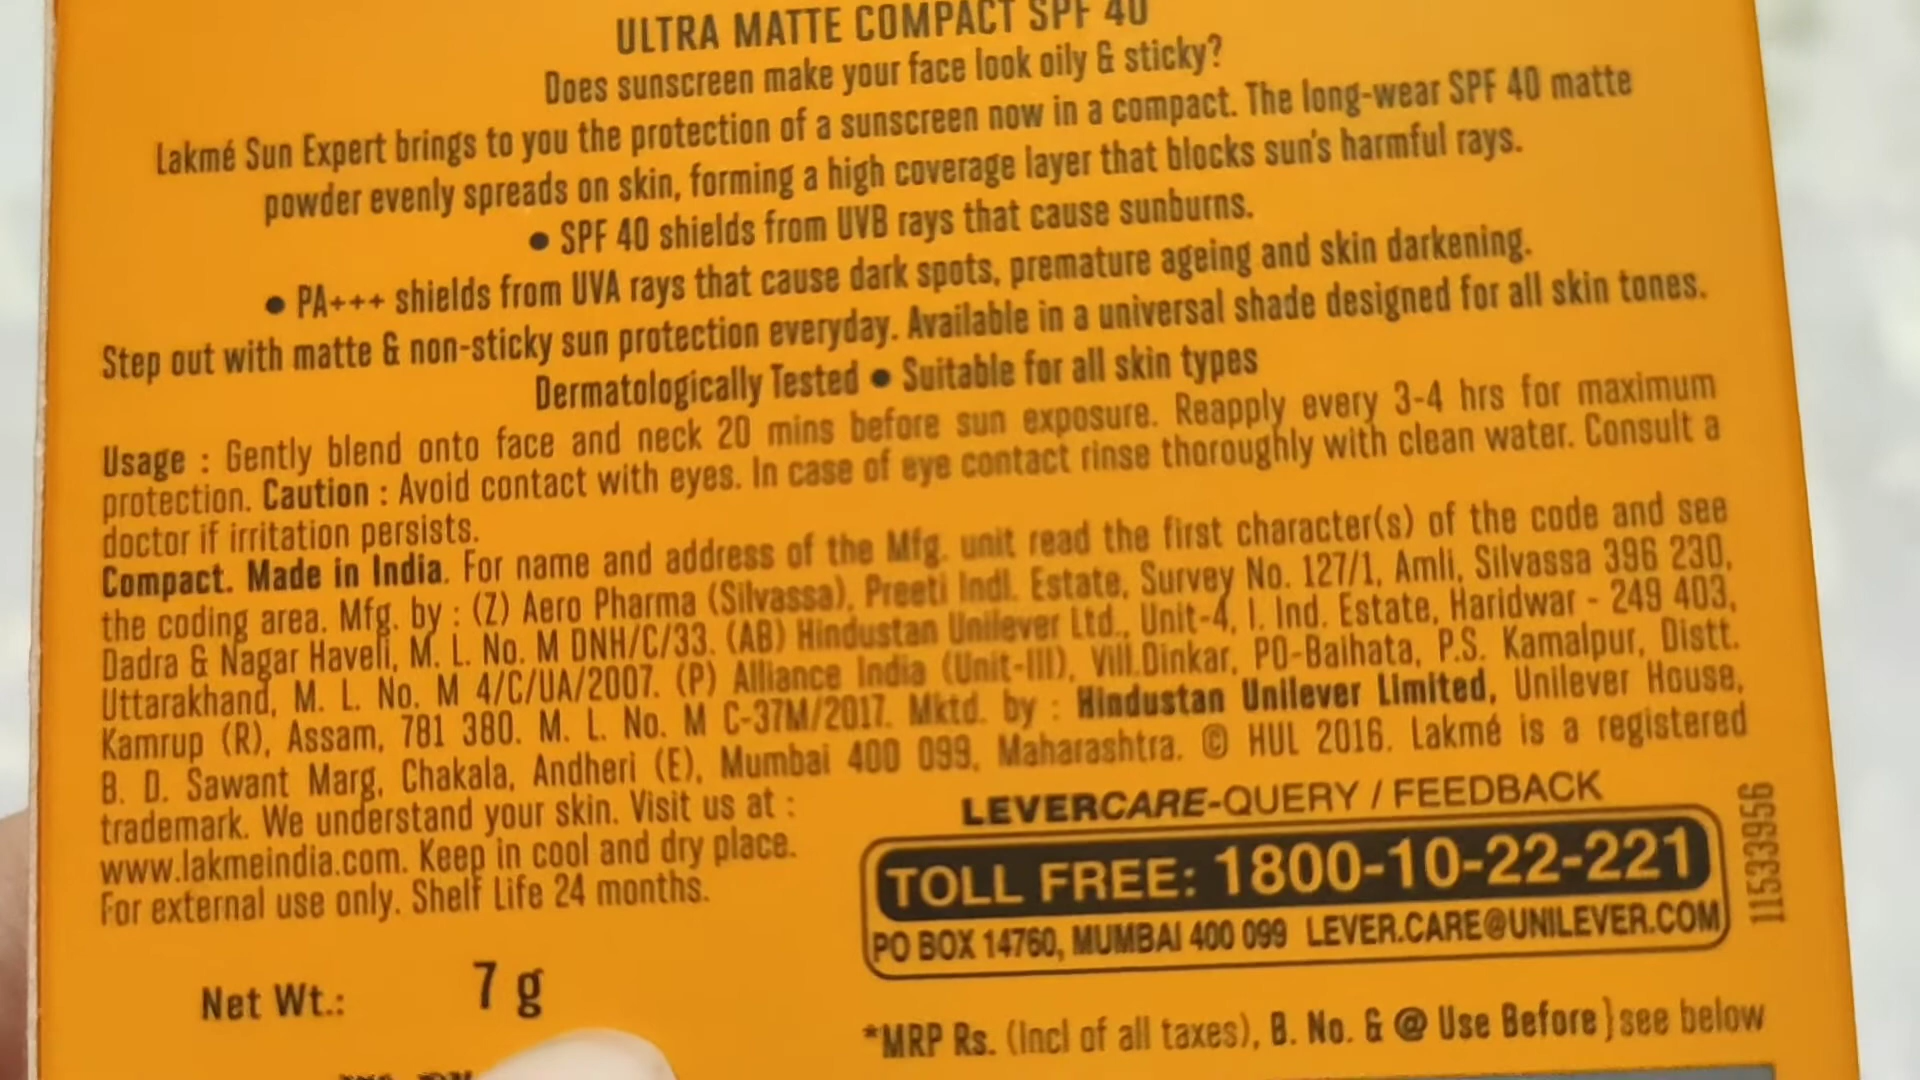 ULTRA MATTE COMPACT SPF 40
Does sunscreen make your face look oily & sticky?
Lakmé Sun Expert brings to you the protection of a sunscreen now in a compact. The long-wear SPF 40 matte
powder evenly spreads on skin, forming a high coverage layer that blocks sun's harmful rays.
• SPF 40 shields from UVB rays that cause sunburns.
• PA+++ shields from UVA rays that cause dark spots, premature ageing and skin darkening.
Step out with matte & non-sticky sun protection everyday. Available in a universal shade designed for all skin tones.
Dermatologically Tested • Suitable for all skin types
Usage : Gently blend onto face and neck 20 mins before sun exposure. Reapply every 3-4 hrs for maximum
protection. Caution : Avoid contact with eyes. In case of eye contact rinse thoroughly with clean water. Consult a
doctor if irritation persists.
Compact. Made in India. For name and address of the Mfg. unit read the first character(s) of the code and see
the coding area. Mfg. by : (Z) Aero Pharma (Silvassa), Preeti Indl. Estate, Survey No. 127/1, Amli, Silvassa 396 230,
Dadra & Nagar Haveli, M. L. No. M DNH/C/33. (AB) Hindustan Unilever Ltd., Unit-4, I. Ind. Estate, Haridwar - 249 403,
Uttarakhand, M. L. No. M 4/C/UA/2007. (P) Alliance India (Unit-III), Vill.Dinkar, PO-Baihata, P.S. Kamalpur, Distt.
Kamrup (R), Assam, 781 380. M. L. No. M C-37M/2017. Mktd. by : Hindustan Unilever Limited, Unilever House,
B. D. Sawant Marg, Chakala, Andheri (E), Mumbai 400 099, Maharashtra. © HUL 2016. Lakmé is a registered
trademark. We understand your skin. Visit us at :
www.lakmeindia.com. Keep in cool and dry place.
For external use only. Shelf Life 24 months.
LEVERCARE-QUERY / FEEDBACK
TOLL FREE: 1800-10-22-221
PO BOX 14760, MUMBAI 400 099 LEVER.CARE@UNILEVER.COM
11533956
Net Wt.: 7 g
*MRP Rs. (Incl of all taxes), B. No. & @ Use Before } see below